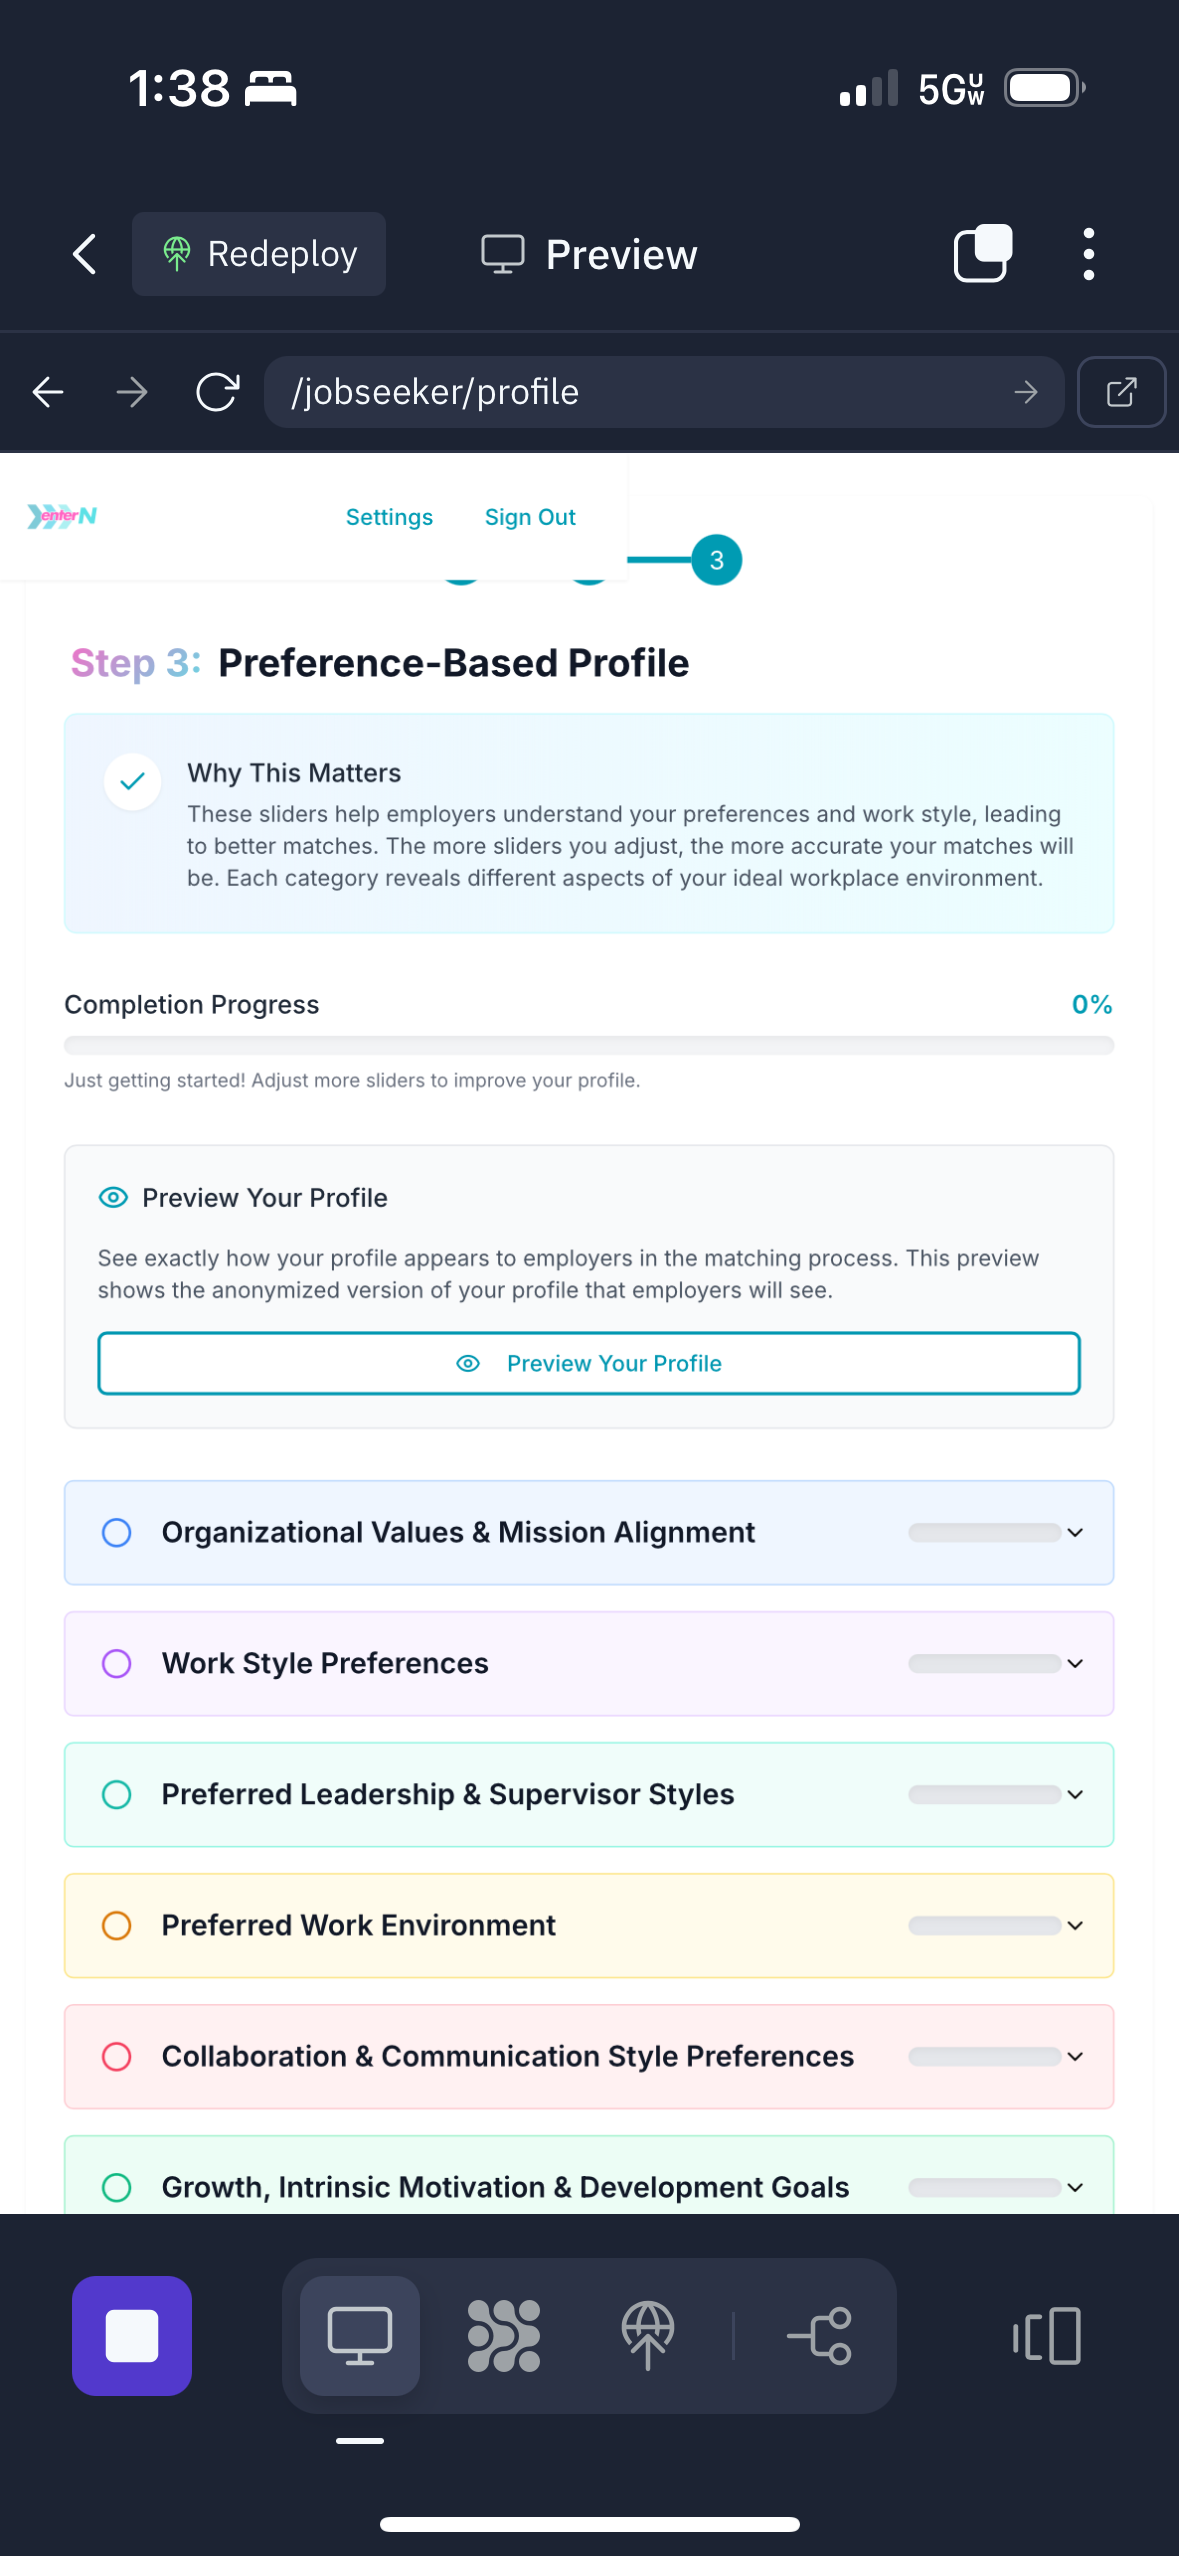 1:38
5GUW
Redeploy
Preview
/jobseeker/profile
enterN
Settings
Sign Out
3
Step 3: Preference-Based Profile
Why This Matters
These sliders help employers understand your preferences and work style, leading
to better matches. The more sliders you adjust, the more accurate your matches will
be. Each category reveals different aspects of your ideal workplace environment.
Completion Progress
0%
Just getting started! Adjust more sliders to improve your profile.
Preview Your Profile
See exactly how your profile appears to employers in the matching process. This preview
shows the anonymized version of your profile that employers will see.
Preview Your Profile
Organizational Values & Mission Alignment
Work Style Preferences
Preferred Leadership & Supervisor Styles
Preferred Work Environment
Collaboration & Communication Style Preferences
Growth, Intrinsic Motivation & Development Goals